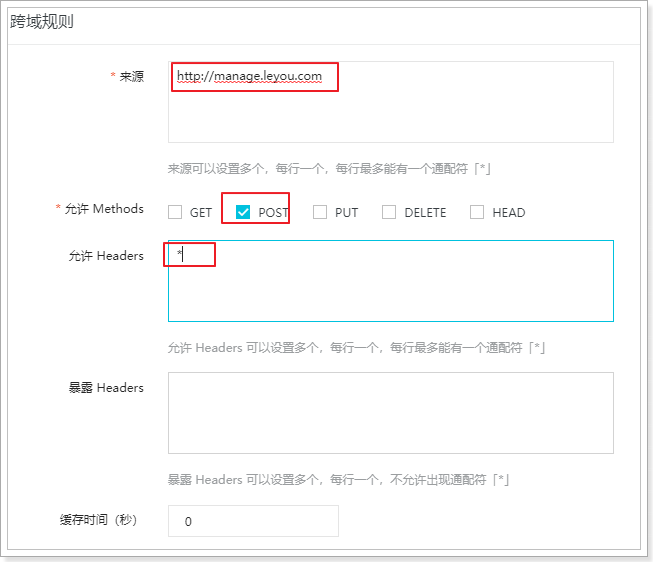 跨域规则
* 来源
http://manage.leyou.com
来源可以设置多个，每行一个，每行最多能有一个通配符「*」
* 允许 Methods
GET POST PUT DELETE HEAD
允许 Headers
*
允许 Headers 可以设置多个，每行一个，每行最多能有一个通配符「*」
暴露 Headers
暴露 Headers 可以设置多个，每行一个，不允许出现通配符「*」
缓存时间（秒） 0